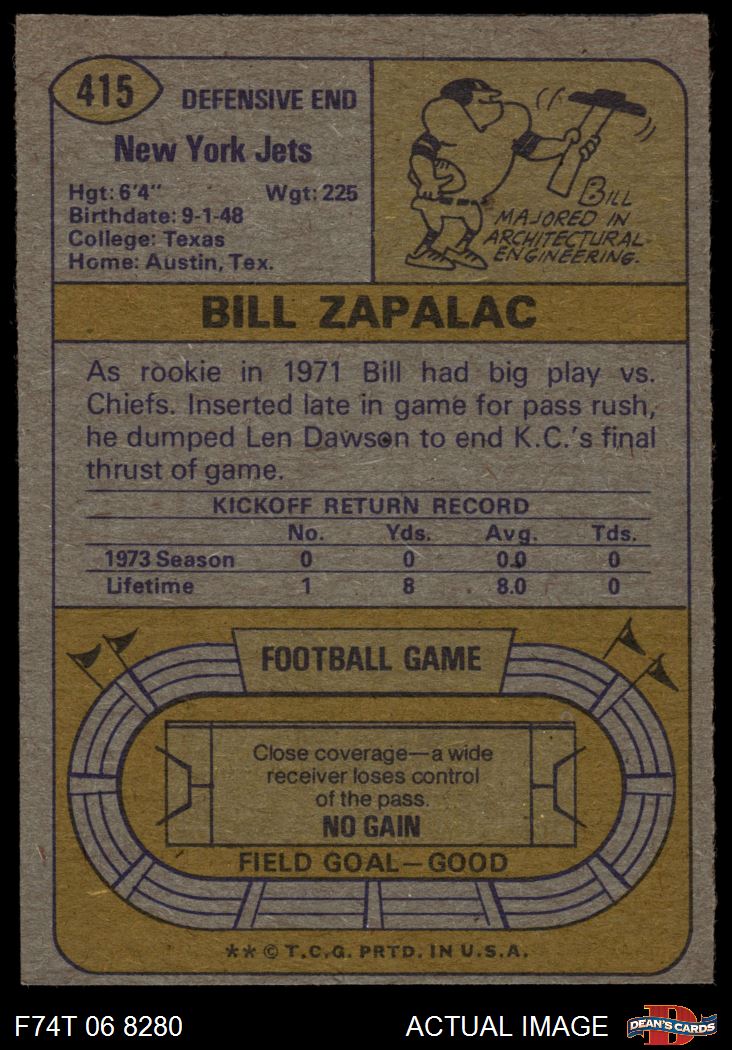 415
DEFENSIVE END
New York Jets
Hgt: 6'4" Wgt: 225
Birthdate: 9-1-48
College: Texas
Home: Austin, Tex.
BILL
MAJORED IN
ARCHITECTURAL
ENGINEERING.
BILL ZAPALAC
As rookie in 1971 Bill had big play vs.
Chiefs. Inserted late in game for pass rush,
he dumped Len Dawson to end K.C.'s final
thrust of game.
KICKOFF RETURN RECORD
No. Yds. Avg. Tds.
1973 Season 0 0 0.0 0
Lifetime 1 8 8.0 0
FOOTBALL GAME
Close coverage—a wide
receiver loses control
of the pass.
NO GAIN
FIELD GOAL—GOOD
** © T.C.G. PRTD. IN U.S.A.
F74T 06 8280 ACTUAL IMAGE
D
DEAN'S CARDS